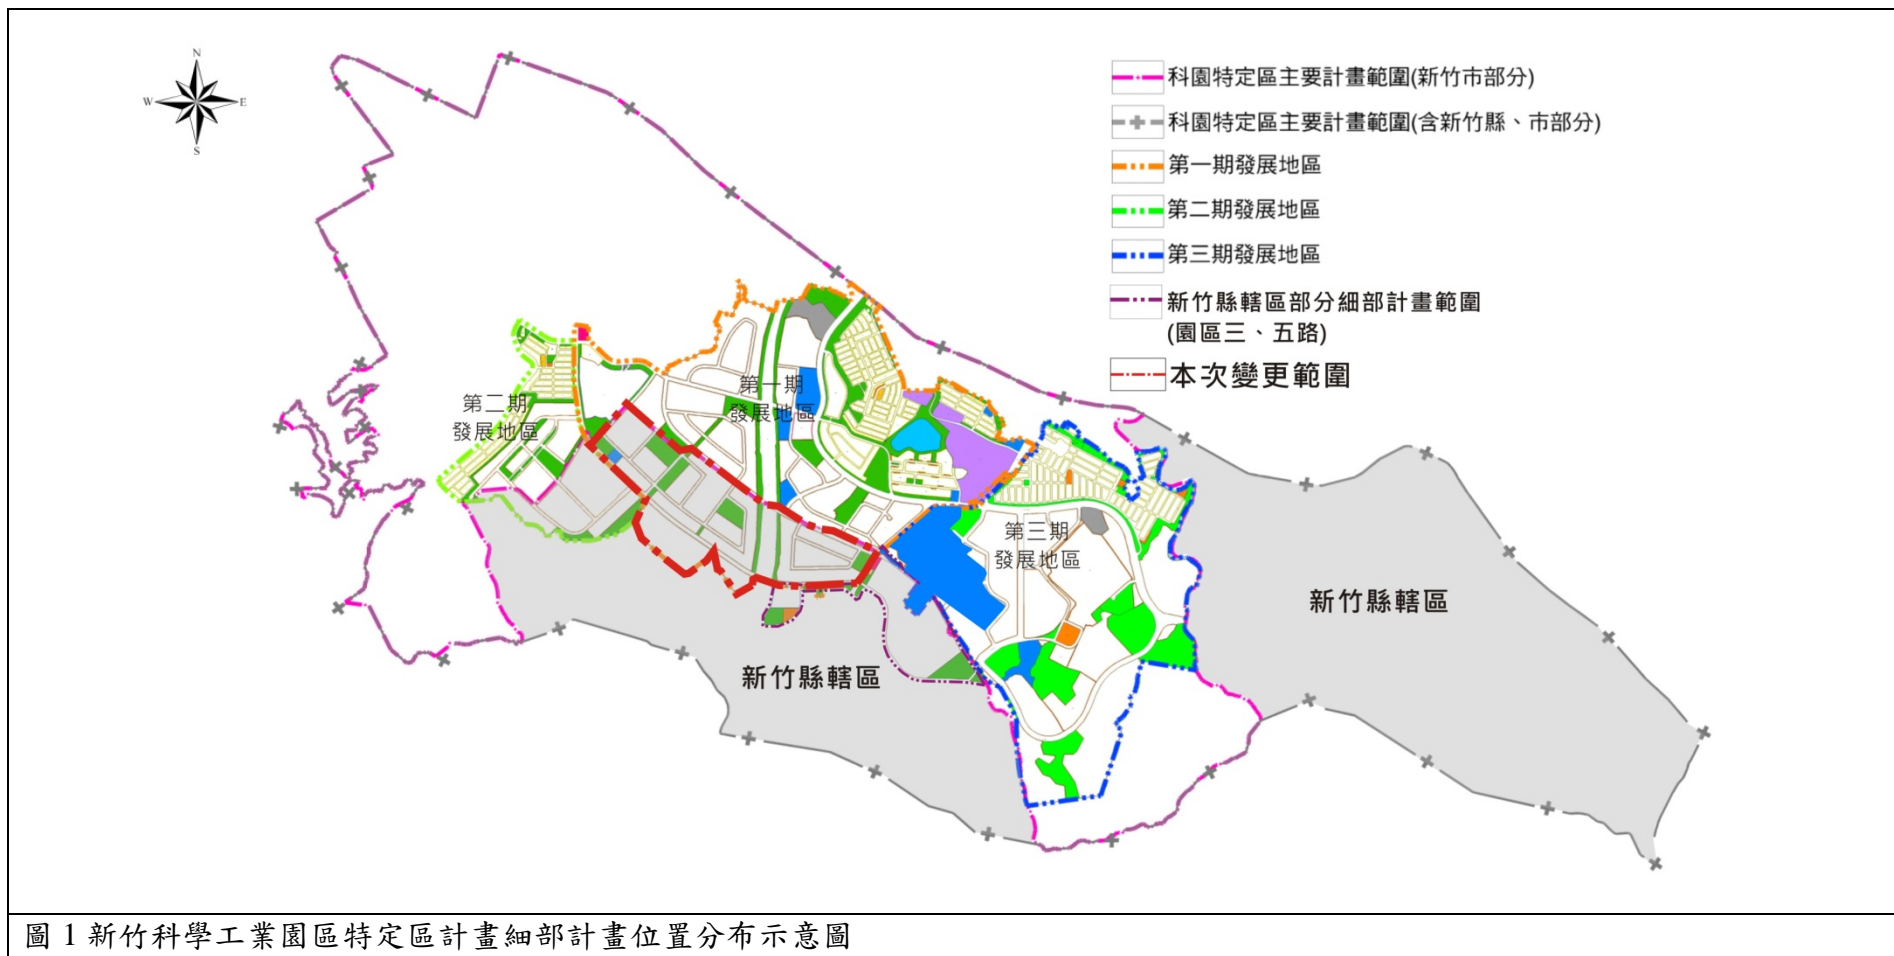 N
W
E
S
科園特定區主要計畫範圍(新竹市部分)
科園特定區主要計畫範圍(含新竹縣、市部分)
第一期發展地區
第二期發展地區
第三期發展地區
新竹縣轄區部分細部計畫範圍
(園區三、五路)
本次變更範圍
第一期
發展地區
第二期
發展地區
第三期
發展地區
新竹縣轄區
新竹縣轄區
圖 1 新竹科學工業園區特定區計畫細部計畫位置分布示意圖